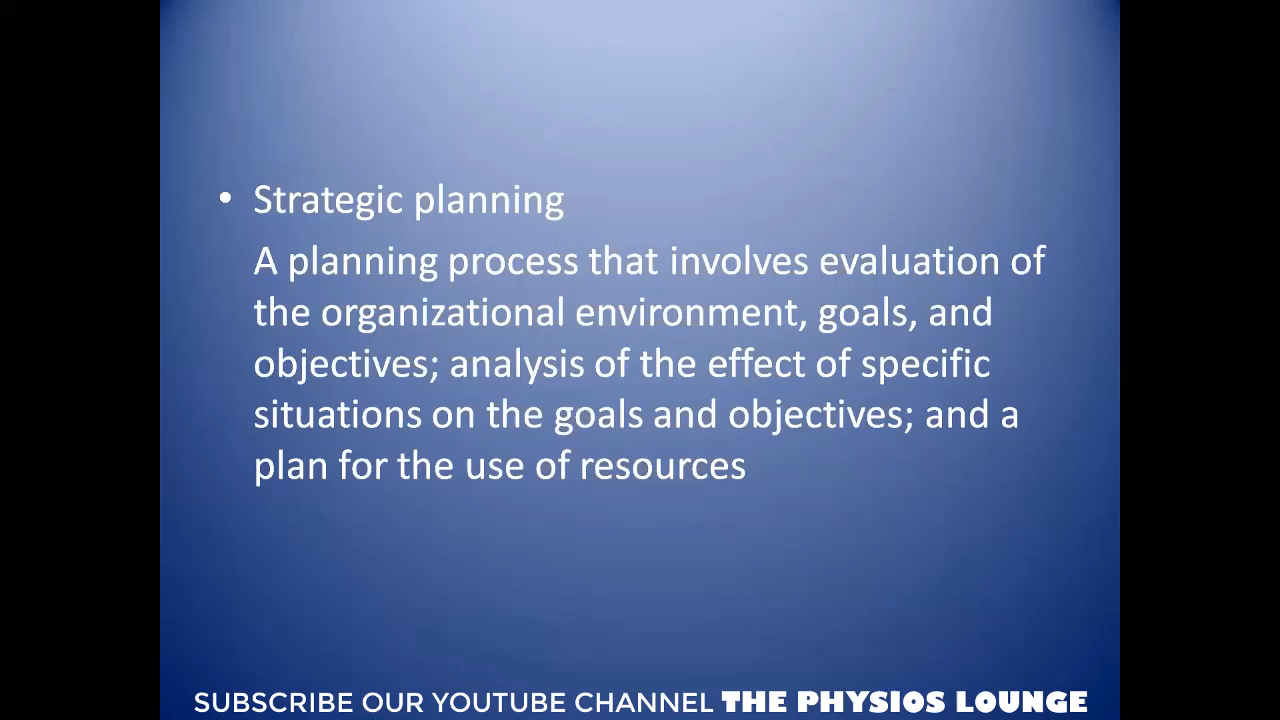 • Strategic planning
A planning process that involves evaluation of
the organizational environment, goals, and
objectives; analysis of the effect of specific
situations on the goals and objectives; and a
plan for the use of resources
SUBSCRIBE OUR YOUTUBE CHANNEL THE PHYSIOS LOUNGE